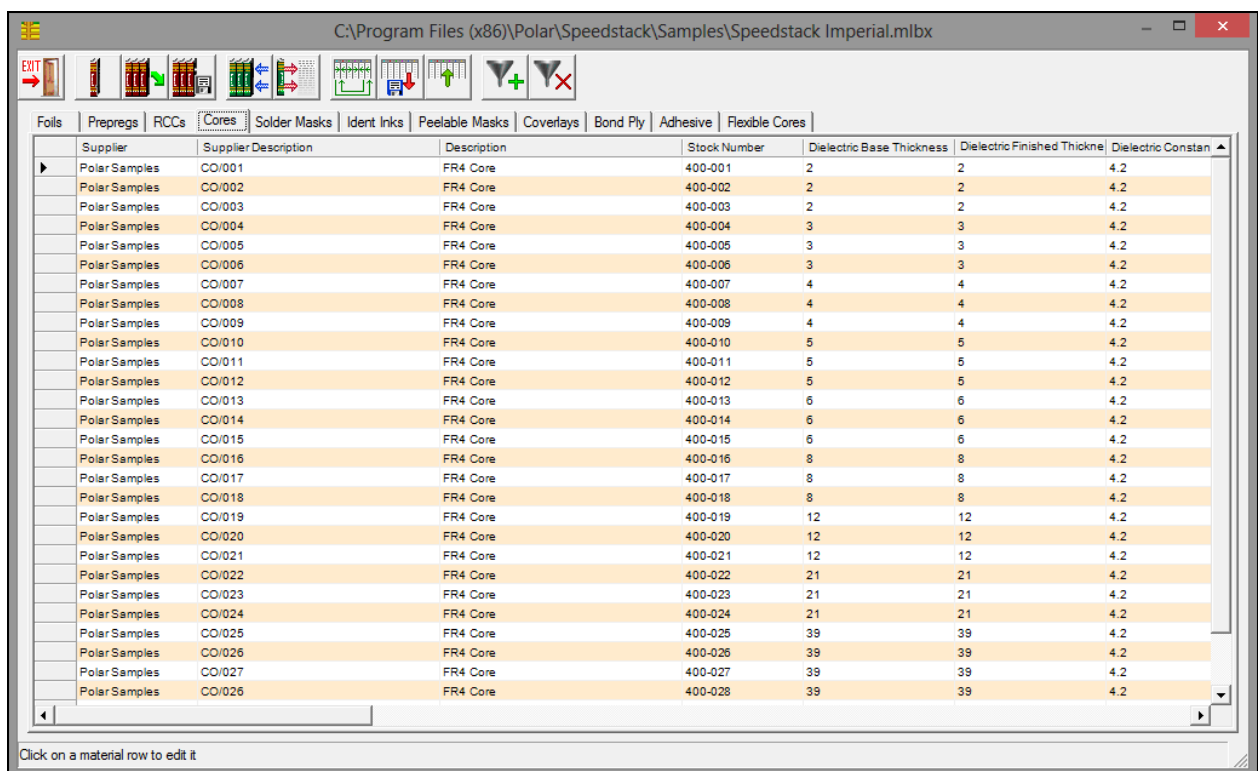 C:\Program Files (x86)\Polar\Speedstack\Samples\Speedstack Imperial.mlbx
EXIT
Foils Prepregs RCCs Cores Solder Masks Ident Inks Peelable Masks Coverlays Bond Ply Adhesive Flexible Cores
Supplier Supplier Description Description Stock Number Dielectric Base Thickness Dielectric Finished Thickne Dielectric Constan
Polar Samples CO/001 FR4 Core 400-001 2 2 4.2
Polar Samples CO/002 FR4 Core 400-002 2 2 4.2
Polar Samples CO/003 FR4 Core 400-003 2 2 4.2
Polar Samples CO/004 FR4 Core 400-004 3 3 4.2
Polar Samples CO/005 FR4 Core 400-005 3 3 4.2
Polar Samples CO/006 FR4 Core 400-006 3 3 4.2
Polar Samples CO/007 FR4 Core 400-007 4 4 4.2
Polar Samples CO/008 FR4 Core 400-008 4 4 4.2
Polar Samples CO/009 FR4 Core 400-009 4 4 4.2
Polar Samples CO/010 FR4 Core 400-010 5 5 4.2
Polar Samples CO/011 FR4 Core 400-011 5 5 4.2
Polar Samples CO/012 FR4 Core 400-012 5 5 4.2
Polar Samples CO/013 FR4 Core 400-013 6 6 4.2
Polar Samples CO/014 FR4 Core 400-014 6 6 4.2
Polar Samples CO/015 FR4 Core 400-015 6 6 4.2
Polar Samples CO/016 FR4 Core 400-016 8 8 4.2
Polar Samples CO/017 FR4 Core 400-017 8 8 4.2
Polar Samples CO/018 FR4 Core 400-018 8 8 4.2
Polar Samples CO/019 FR4 Core 400-019 12 12 4.2
Polar Samples CO/020 FR4 Core 400-020 12 12 4.2
Polar Samples CO/021 FR4 Core 400-021 12 12 4.2
Polar Samples CO/022 FR4 Core 400-022 21 21 4.2
Polar Samples CO/023 FR4 Core 400-023 21 21 4.2
Polar Samples CO/024 FR4 Core 400-024 21 21 4.2
Polar Samples CO/025 FR4 Core 400-025 39 39 4.2
Polar Samples CO/026 FR4 Core 400-026 39 39 4.2
Polar Samples CO/027 FR4 Core 400-027 39 39 4.2
Polar Samples CO/026 FR4 Core 400-028 39 39 4.2
Click on a material row to edit it